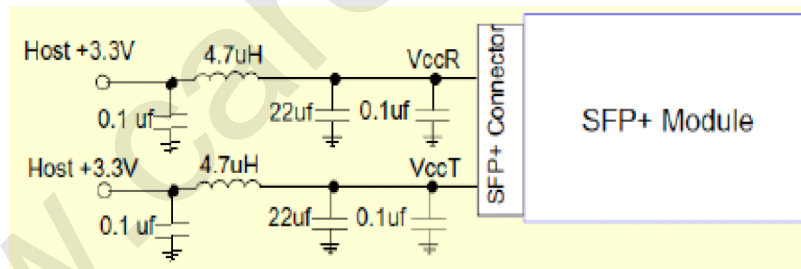 Host +3.3V
4.7uH
VccR
0.1 uf
22uf
0.1uf
Host +3.3V
4.7uH
VccT
0.1 uf
22uf
0.1uf
SFP+ Connector
SFP+ Module